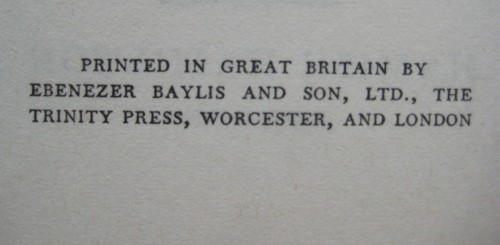 PRINTED IN GREAT BRITAIN BY
EBENEZER BAYLIS AND SON, LTD., THE
TRINITY PRESS, WORCESTER, AND LONDON